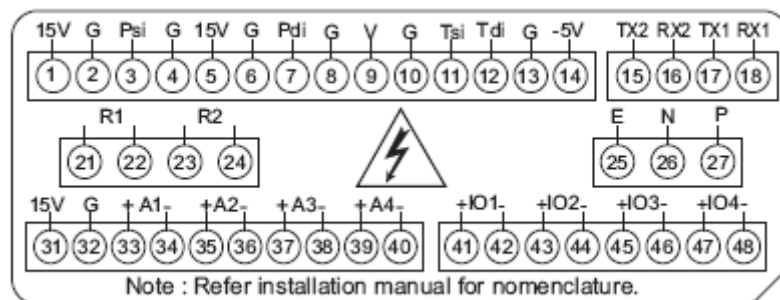 15V G Psi G 15V G Pdi G V G Tsi Tdi G -5V TX2 RX2 TX1 RX1
1 2 3 4 5 6 7 8 9 10 11 12 13 14 15 16 17 18
R1 R2 E N P
21 22 23 24 25 26 27
15V G +A1- +A2- +A3- +A4- +IO1- +IO2- +IO3- +IO4-
31 32 33 34 35 36 37 38 39 40 41 42 43 44 45 46 47 48
Note : Refer installation manual for nomenclature.